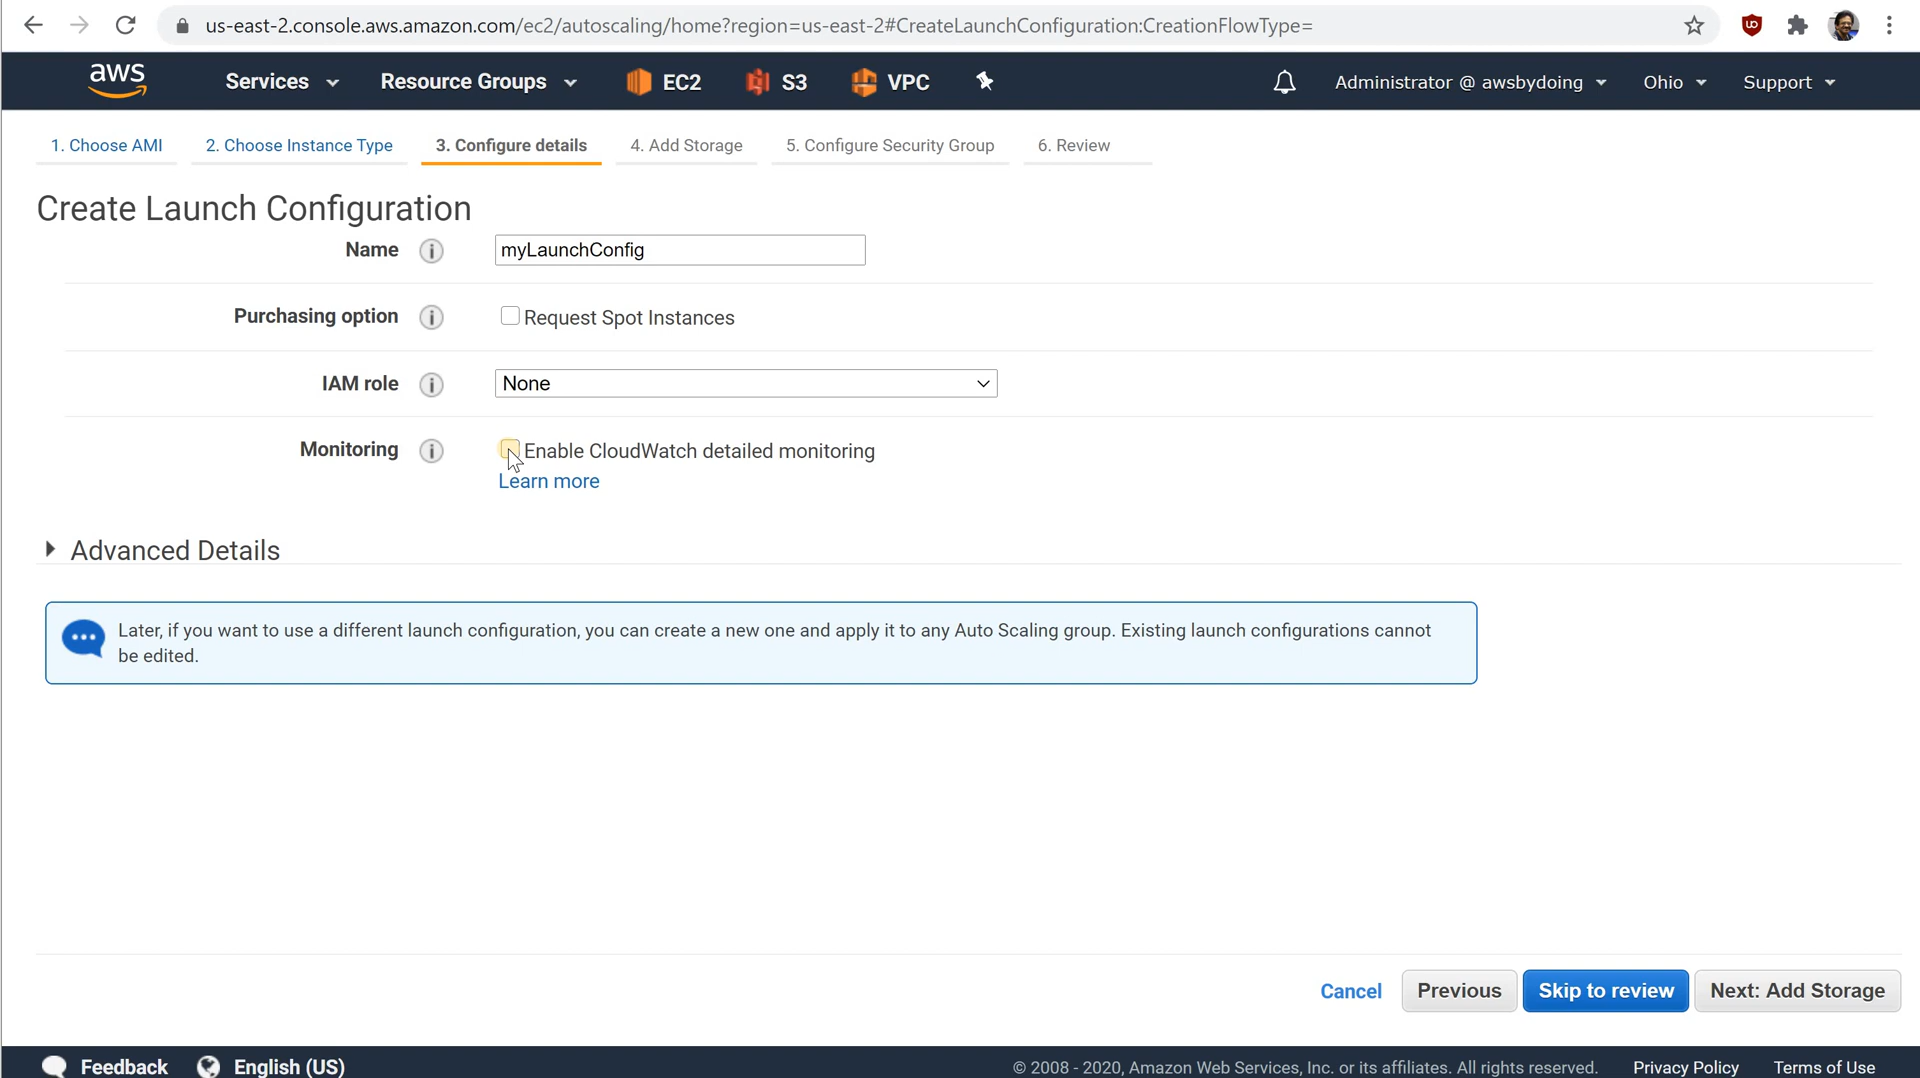 us-east-2.console.aws.amazon.com/ec2/autoscaling/home?region=us-east-2#CreateLaunchConfiguration:CreationFlowType=
aws Services Resource Groups EC2 S3 VPC Administrator @ awsbydoing Ohio Support
1. Choose AMI 2. Choose Instance Type 3. Configure details 4. Add Storage 5. Configure Security Group 6. Review
Create Launch Configuration
Name i myLaunchConfig
Purchasing option i Request Spot Instances
IAM role i None
Monitoring i Enable CloudWatch detailed monitoring
Learn more
Advanced Details
Later, if you want to use a different launch configuration, you can create a new one and apply it to any Auto Scaling group. Existing launch configurations cannot
be edited.
Cancel Previous Skip to review Next: Add Storage
Feedback English (US) © 2008 - 2020, Amazon Web Services, Inc. or its affiliates. All rights reserved. Privacy Policy Terms of Use